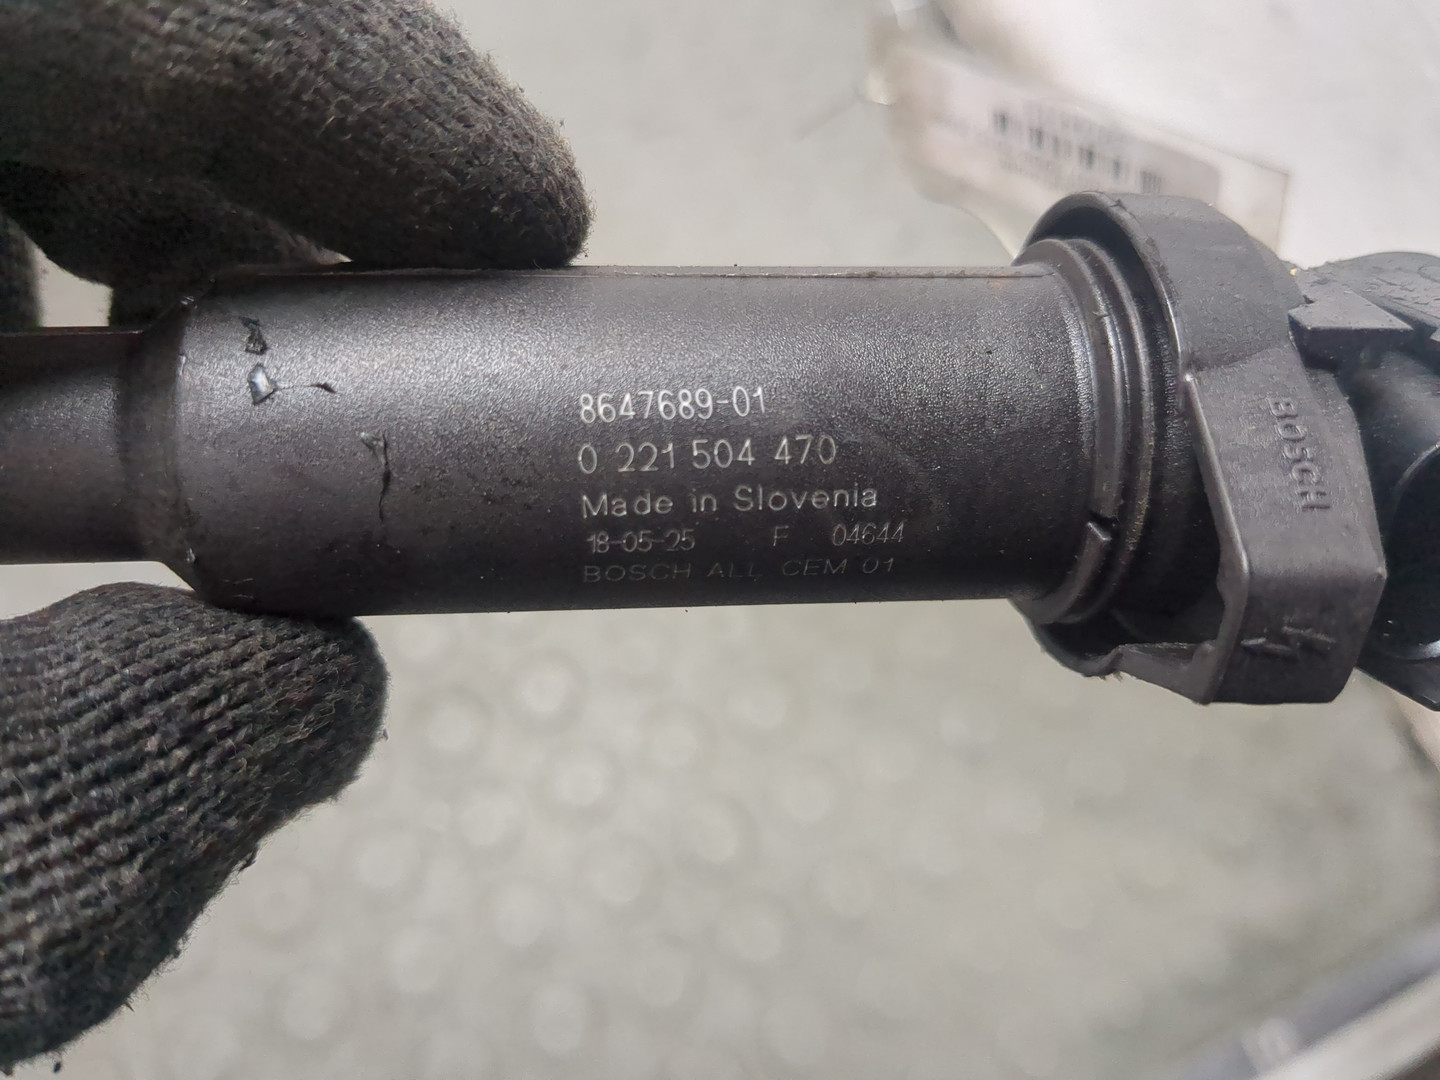 8647689-01
0 221 504 470
Made in Slovenia
18-05-25 F 04644
BOSCH ALL CEM 01
BOSCH